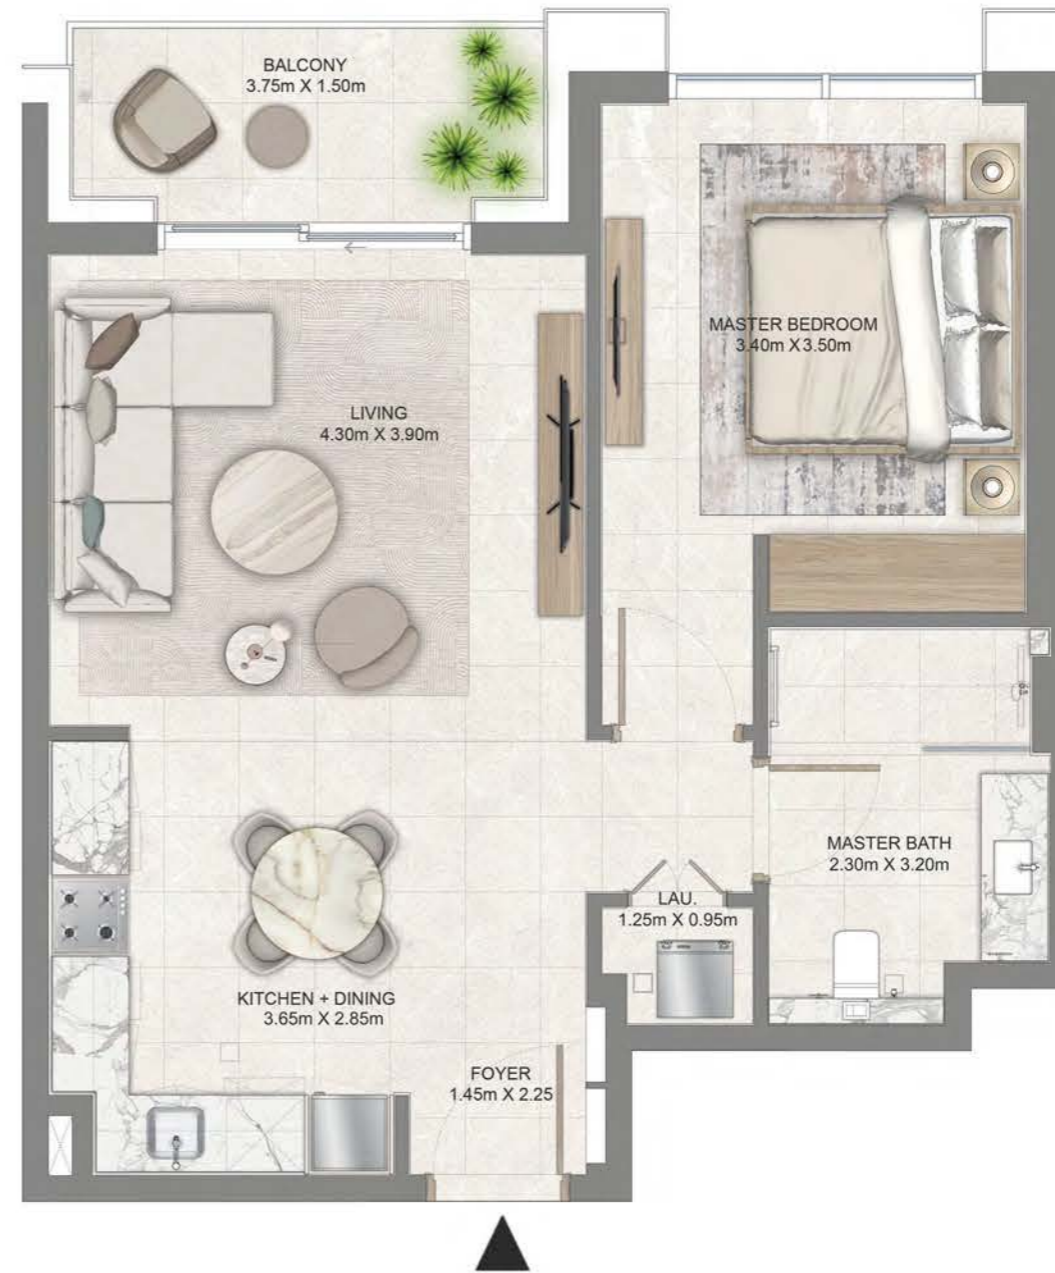 BALCONY
3.75m X 1.50m
MASTER BEDROOM
3.40m X 3.50m
LIVING
4.30m X 3.90m
MASTER BATH
2.30m X 3.20m
LAU.
1.25m X 0.95m
KITCHEN + DINING
3.65m X 2.85m
FOYER
1.45m X 2.25